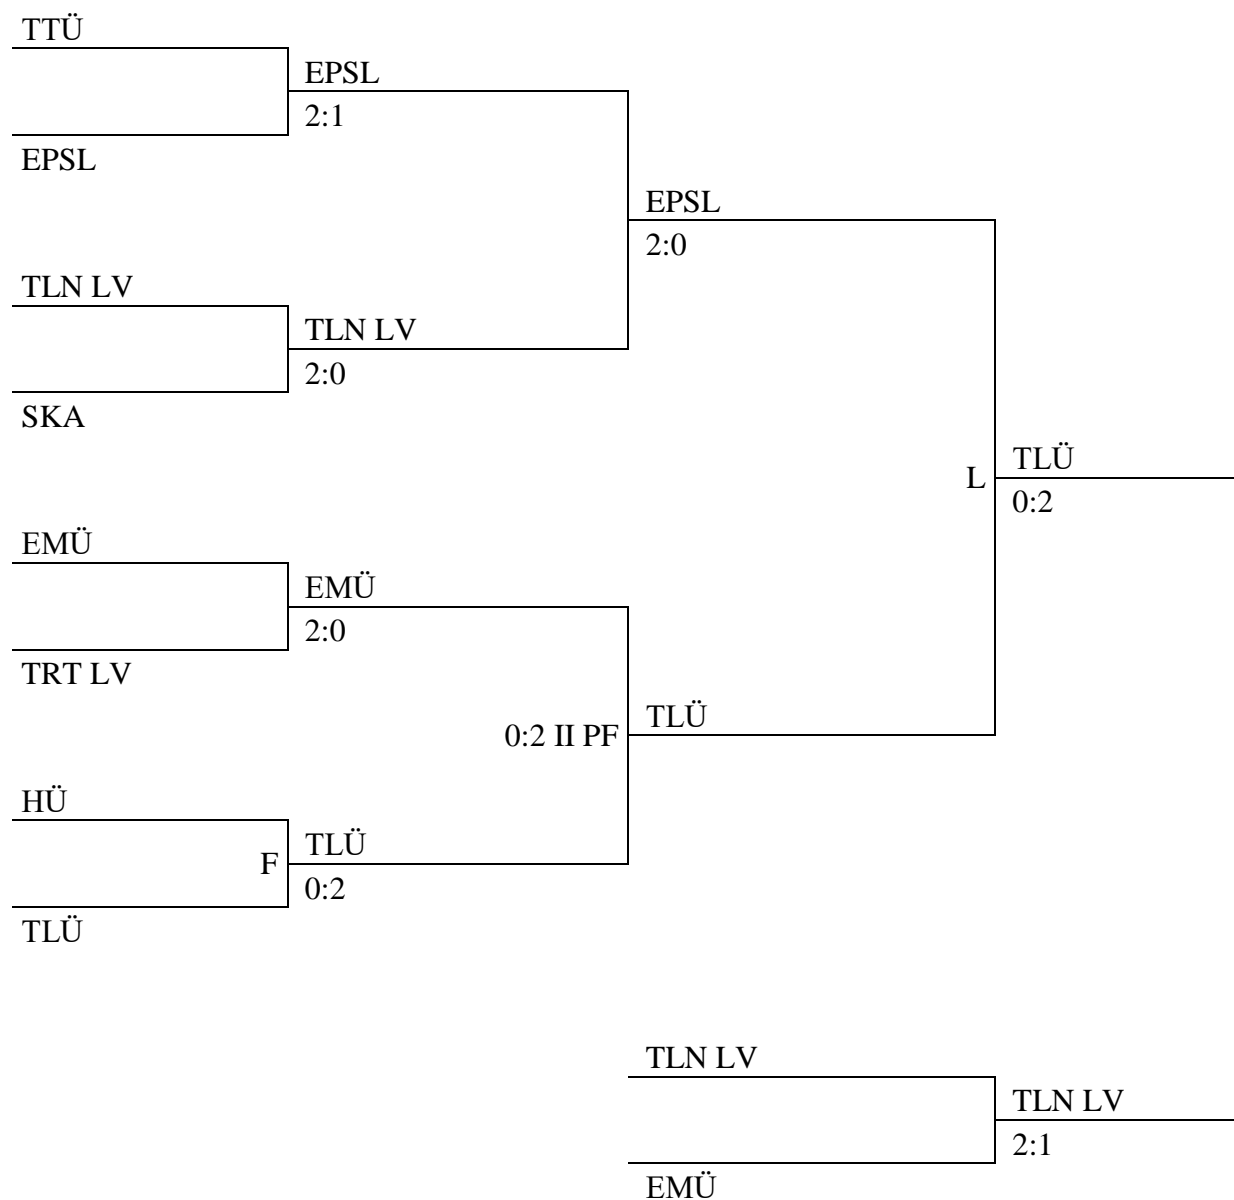 TTÜ
EPSL
2:1
EPSL
EPSL
2:0
TLN LV
TLN LV
2:0
SKA
TLÜ
L
0:2
EMÜ
EMÜ
2:0
TRT LV
TLÜ
0:2 II PF
HÜ
TLÜ
F
0:2
TLÜ
TLN LV
TLN LV
2:1
EMÜ